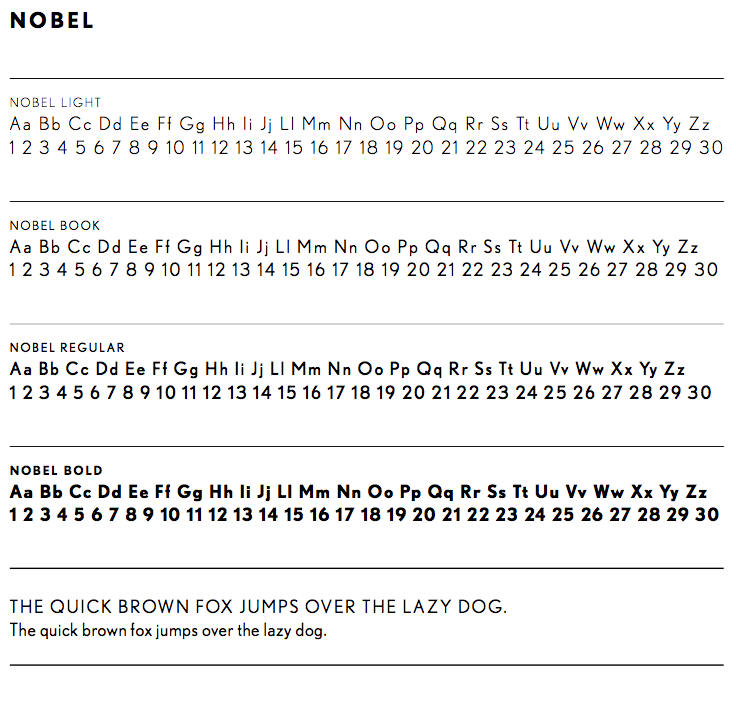 NOBEL
NOBEL LIGHT
Aa Bb Cc Dd Ee Ff Gg Hh Ii Jj Ll Mm Nn Oo Pp Qq Rr Ss Tt Uu Vv Ww Xx Yy Zz
1 2 3 4 5 6 7 8 9 10 11 12 13 14 15 16 17 18 19 20 21 22 23 24 25 26 27 28 29 30
NOBEL BOOK
Aa Bb Cc Dd Ee Ff Gg Hh Ii Jj Ll Mm Nn Oo Pp Qq Rr Ss Tt Uu Vv Ww Xx Yy Zz
1 2 3 4 5 6 7 8 9 10 11 12 13 14 15 16 17 18 19 20 21 22 23 24 25 26 27 28 29 30
NOBEL REGULAR
Aa Bb Cc Dd Ee Ff Gg Hh Ii Jj Ll Mm Nn Oo Pp Qq Rr Ss Tt Uu Vv Ww Xx Yy Zz
1 2 3 4 5 6 7 8 9 10 11 12 13 14 15 16 17 18 19 20 21 22 23 24 25 26 27 28 29 30
NOBEL BOLD
Aa Bb Cc Dd Ee Ff Gg Hh Ii Jj Ll Mm Nn Oo Pp Qq Rr Ss Tt Uu Vv Ww Xx Yy Zz
1 2 3 4 5 6 7 8 9 10 11 12 13 14 15 16 17 18 19 20 21 22 23 24 25 26 27 28 29 30
THE QUICK BROWN FOX JUMPS OVER THE LAZY DOG.
The quick brown fox jumps over the lazy dog.